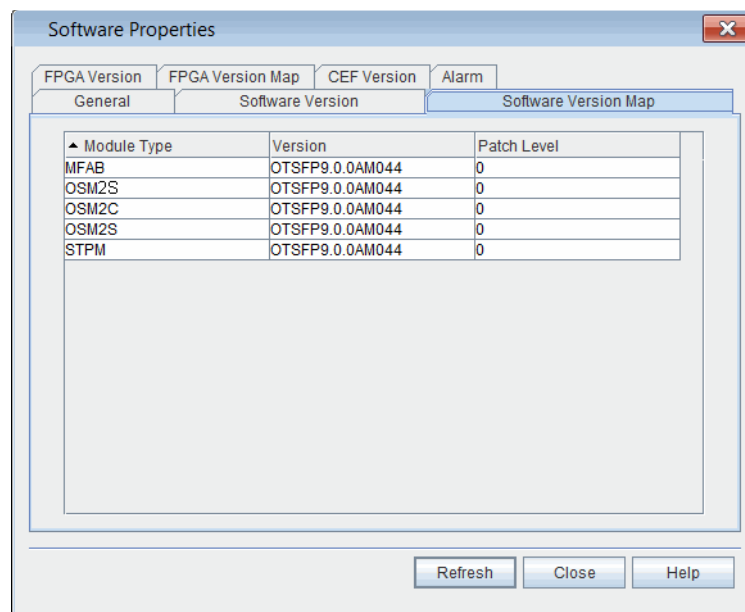 Software Properties
FPGA Version FPGA Version Map CEF Version Alarm
General Software Version Software Version Map
Module Type Version Patch Level
MFAB OTSFP9.0.0AM044 0
OSM2S OTSFP9.0.0AM044 0
OSM2C OTSFP9.0.0AM044 0
OSM2S OTSFP9.0.0AM044 0
STPM OTSFP9.0.0AM044 0
Refresh Close Help